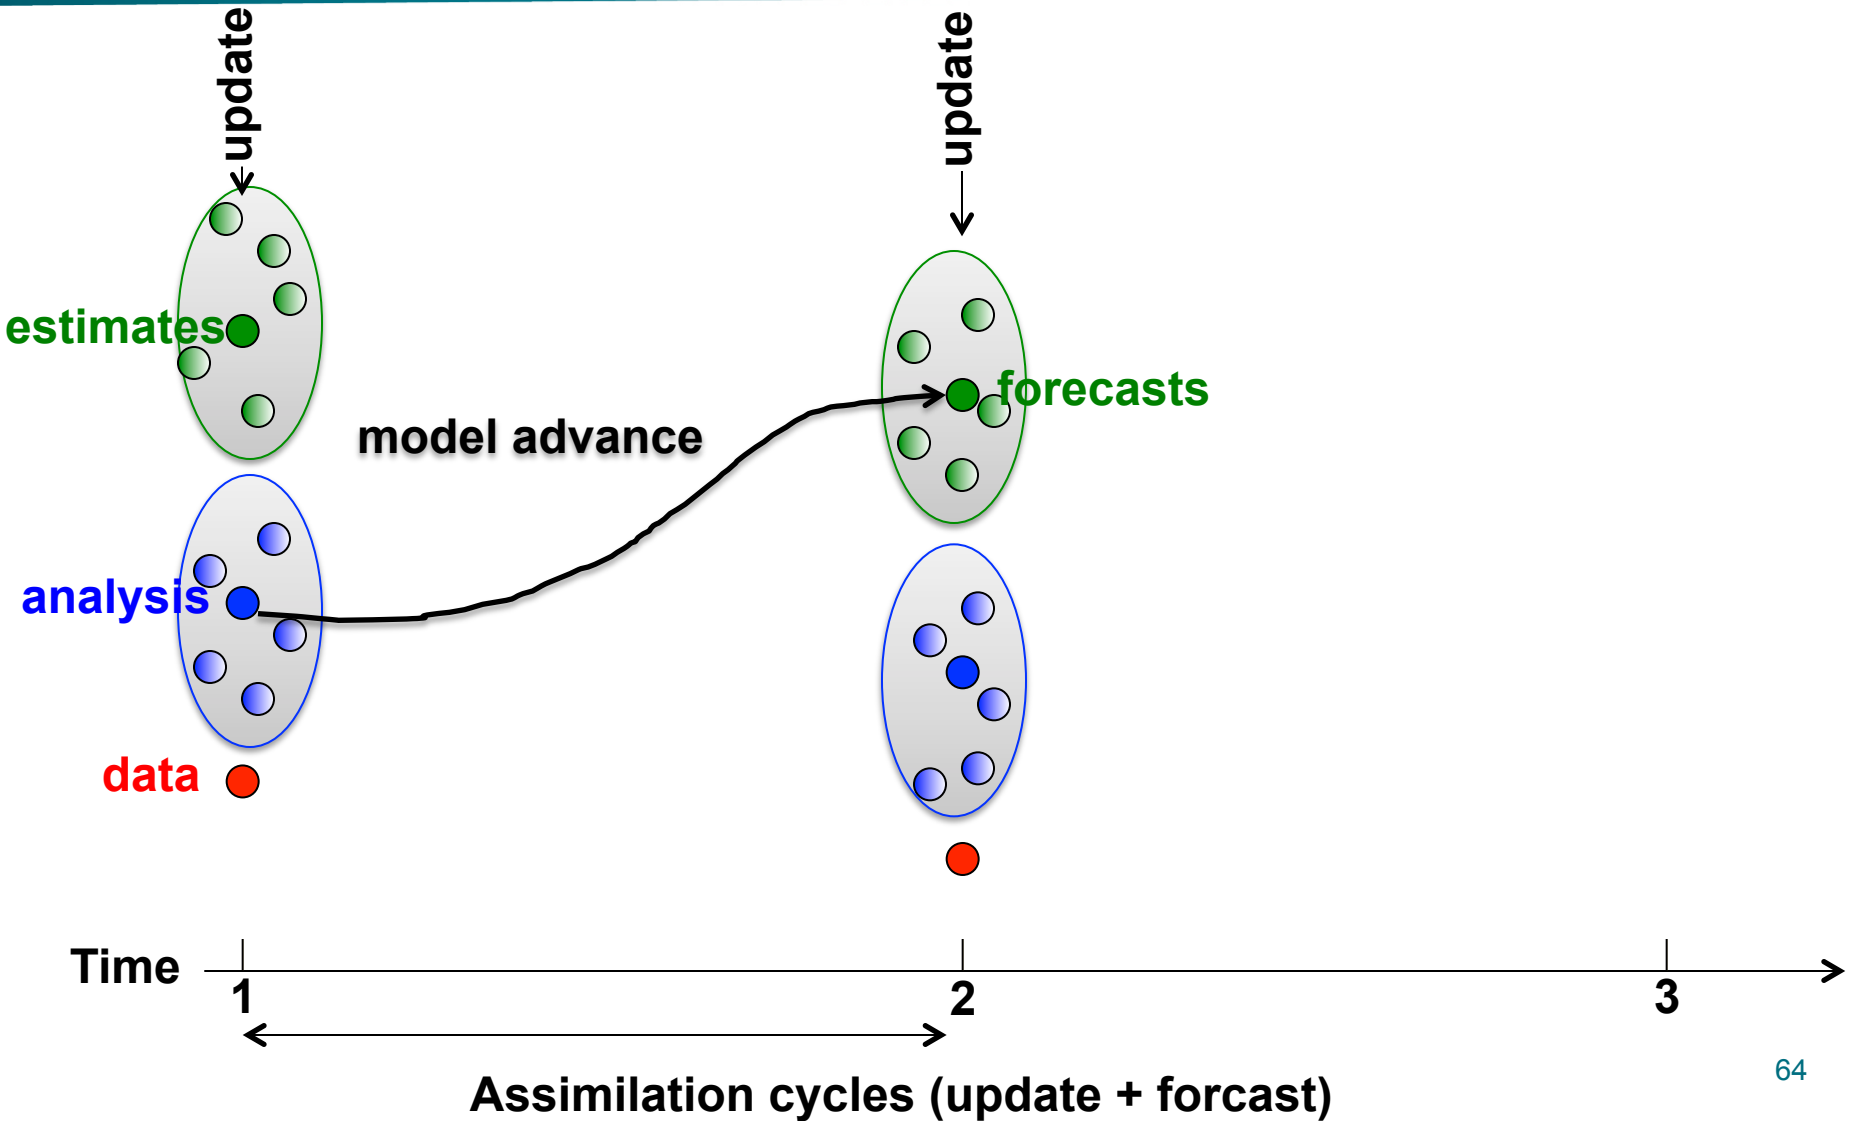 update
update
estimates
forecasts
model advance
analysis
data
Time
1
2
3
64
Assimilation cycles (update + forcast)